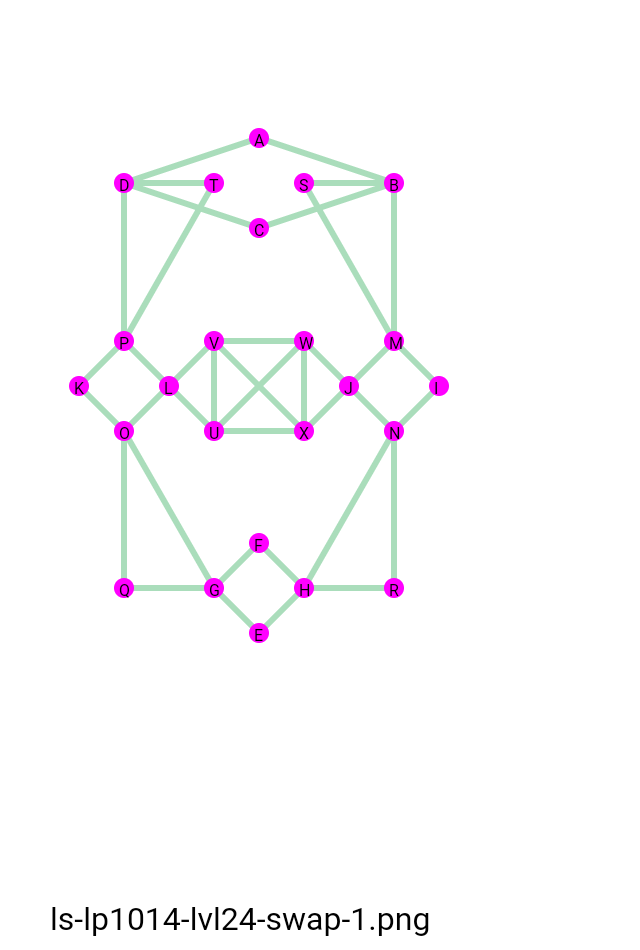 A
D T S B
C
P V W M
K L J I
O U X N
F
Q G H R
E
ls-lp1014-lvl24-swap-1.png